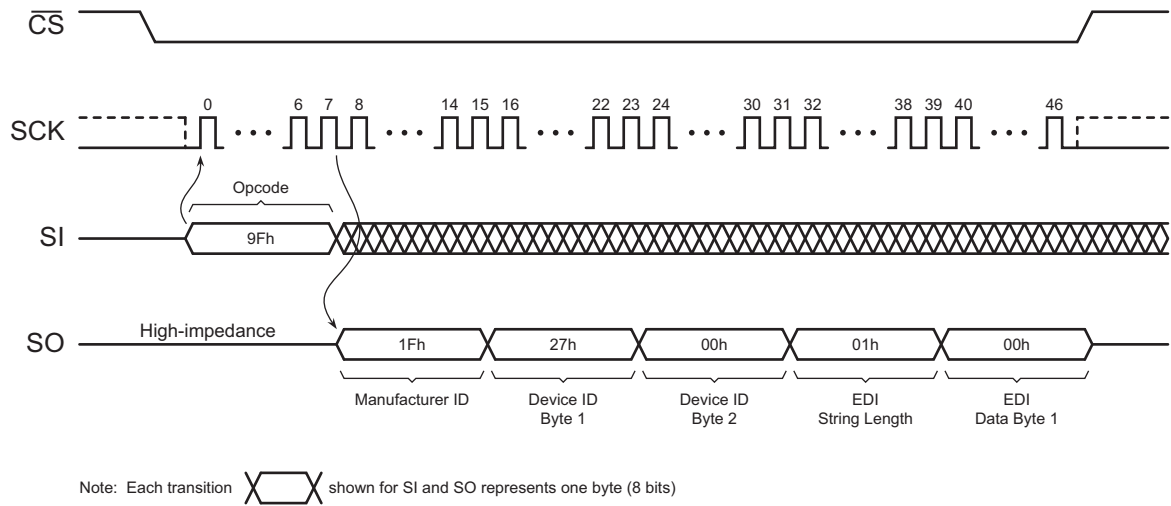 CS
0 6 7 8 14 15 16 22 23 24 30 31 32 38 39 40 46
SCK
Opcode
SI
9Fh
High-impedance
SO
1Fh 27h 00h 01h 00h
Manufacturer ID Device ID Device ID EDI EDI
Byte 1 Byte 2 String Length Data Byte 1
Note: Each transition shown for SI and SO represents one byte (8 bits)